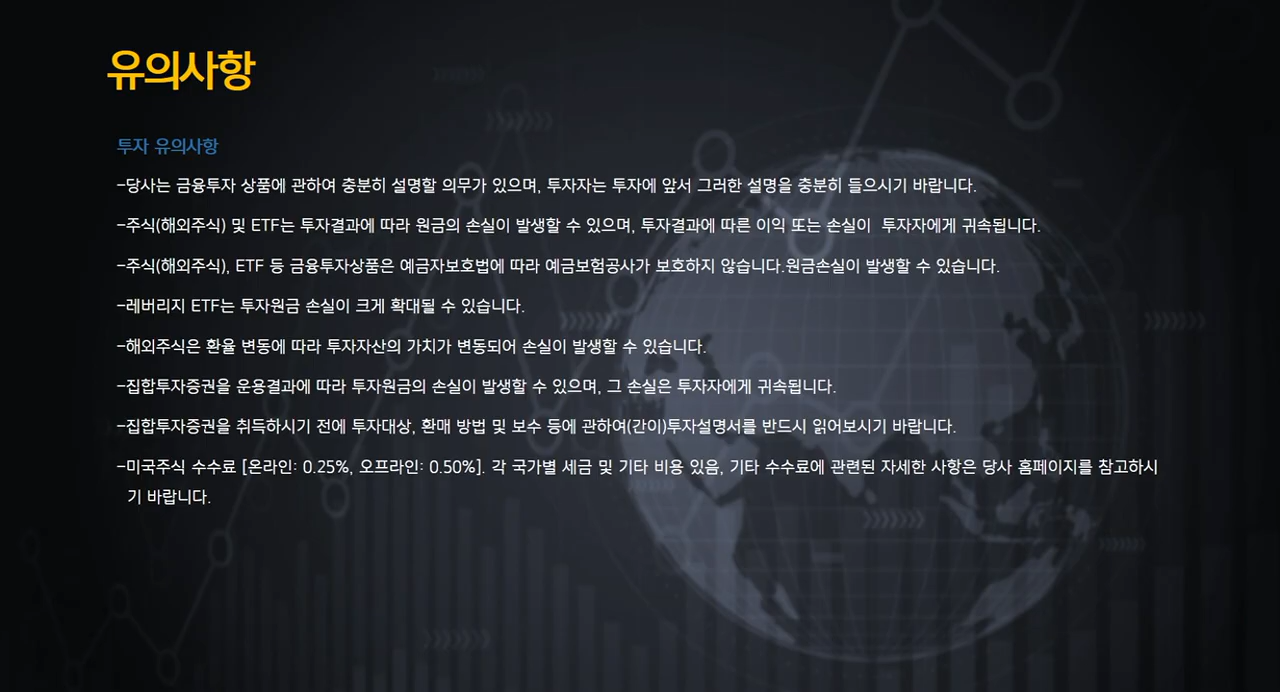 유의사항
투자 유의사항
-당사는 금융투자 상품에 관하여 충분히 설명할 의무가 있으며, 투자자는 투자에 앞서 그러한 설명을 충분히 들으시기 바랍니다.
-주식(해외주식) 및 ETF는 투자결과에 따라 원금의 손실이 발생할 수 있으며, 투자결과에 따른 이익 또는 손실이  투자자에게 귀속됩니다.
-주식(해외주식), ETF 등 금융투자상품은 예금자보호법에 따라 예금보험공사가 보호하지 않습니다.원금손실이 발생할 수 있습니다.
-레버리지 ETF는 투자원금 손실이 크게 확대될 수 있습니다.
-해외주식은 환율 변동에 따라 투자자산의 가치가 변동되어 손실이 발생할 수 있습니다.
-집합투자증권을 운용결과에 따라 투자원금의 손실이 발생할 수 있으며, 그 손실은 투자자에게 귀속됩니다.
-집합투자증권을 취득하시기 전에 투자대상, 환매 방법 및 보수 등에 관하여(간이)투자설명서를 반드시 읽어보시기 바랍니다.
-미국주식 수수료 [온라인: 0.25%, 오프라인: 0.50%]. 각 국가별 세금 및 기타 비용 있음, 기타 수수료에 관련된 자세한 사항은 당사 홈페이지를 참고하시
기 바랍니다.